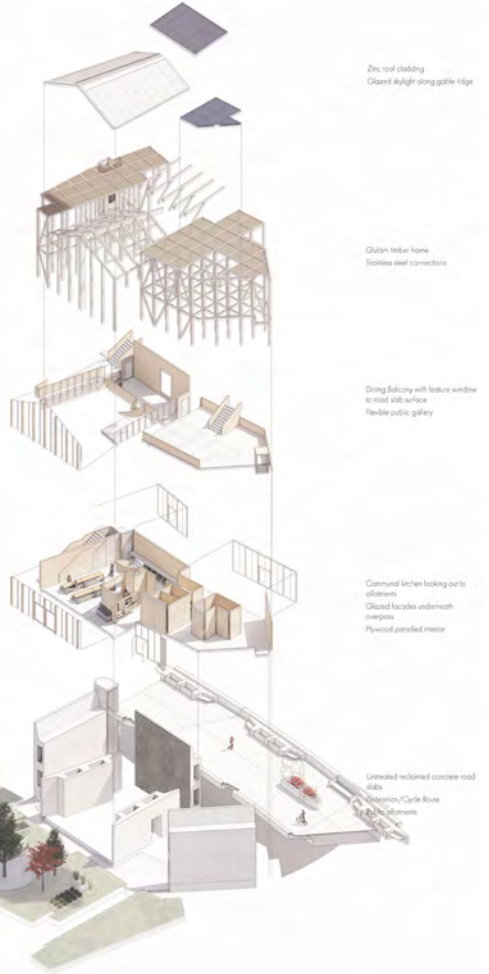 Zinc roof cladding
Glazed skylight along gable ridge
Glulam timber frame
Stainless steel connections
Dining Balcony with feature window
to road slab surface
Flexible public gallery
Communal kitchen looking out to
allotments
Glazed facades underneath
overpass
Plywood panelled interior
Untreated reclaimed concrete road
slabs
Pedestrian/Cycle Route
Public allotments